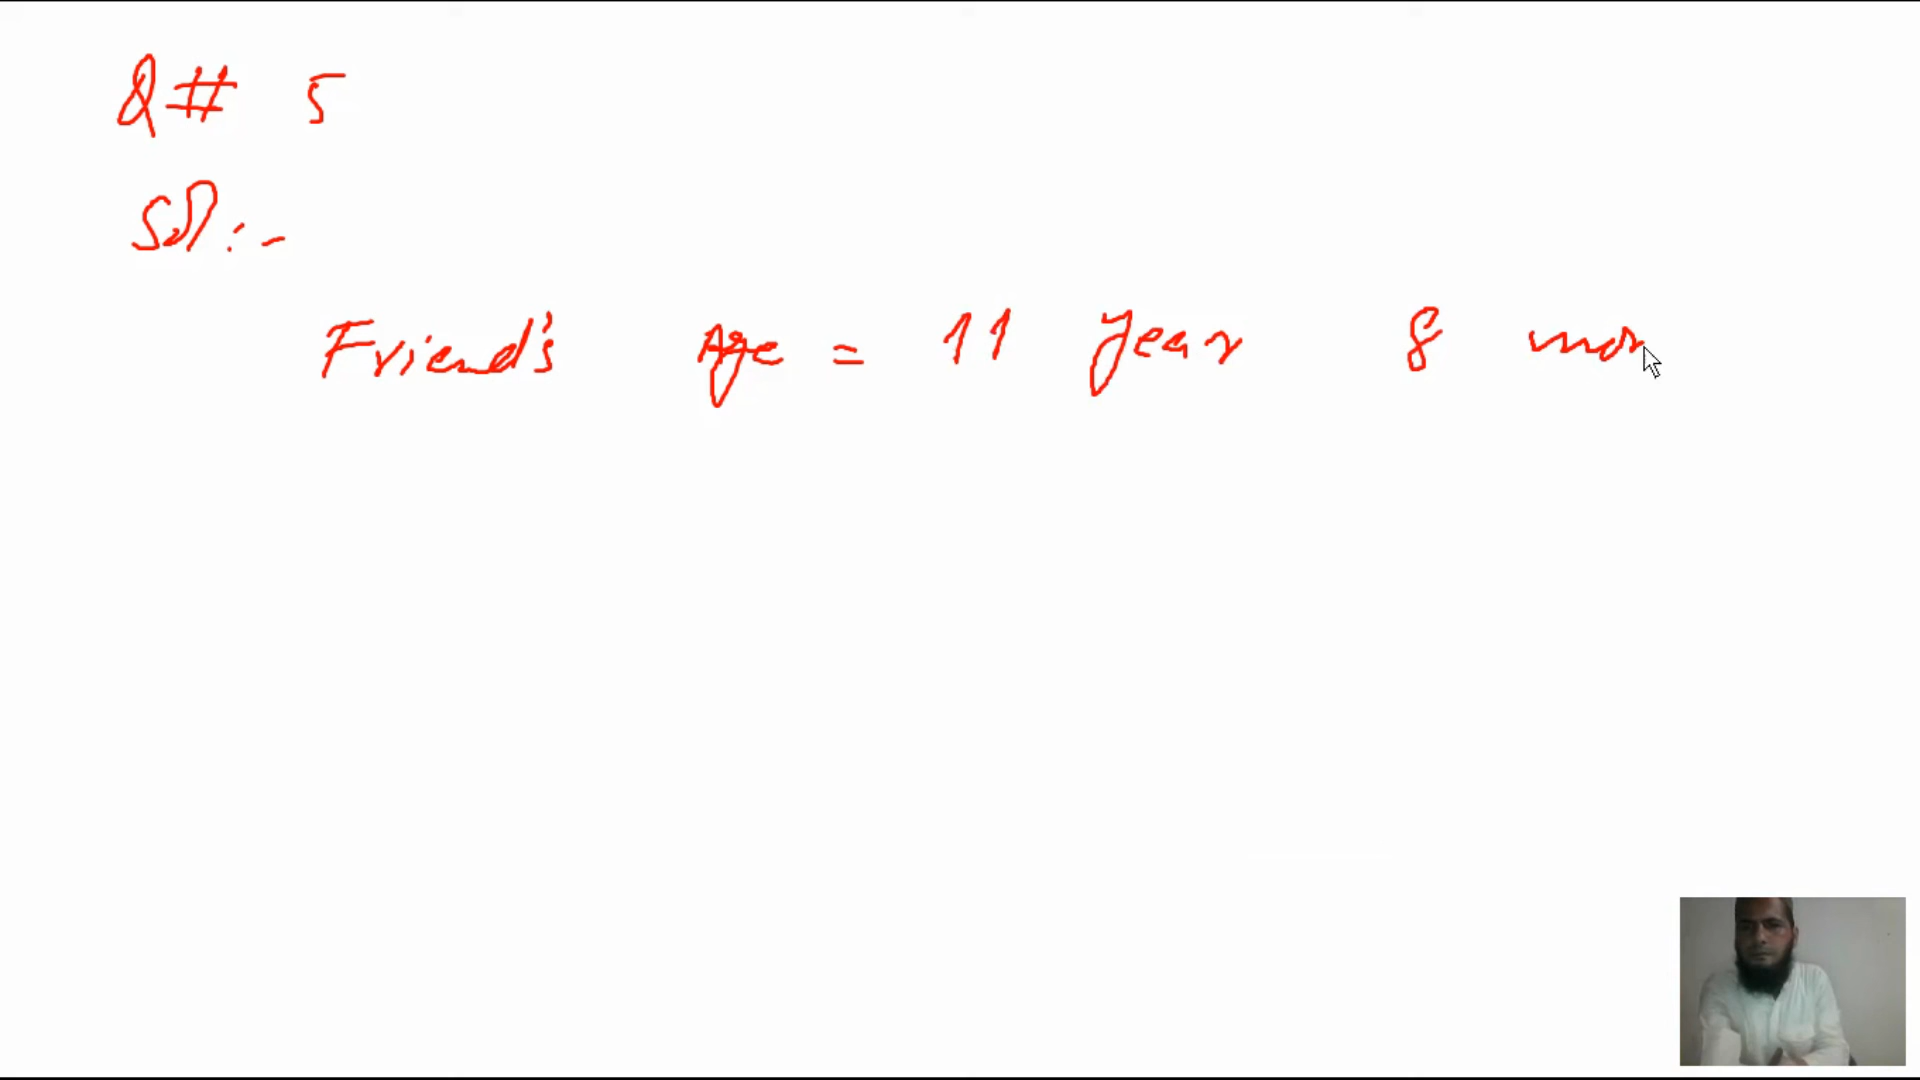 Q# 5
Sol:-
Friend's Age = 11 year 8 mon